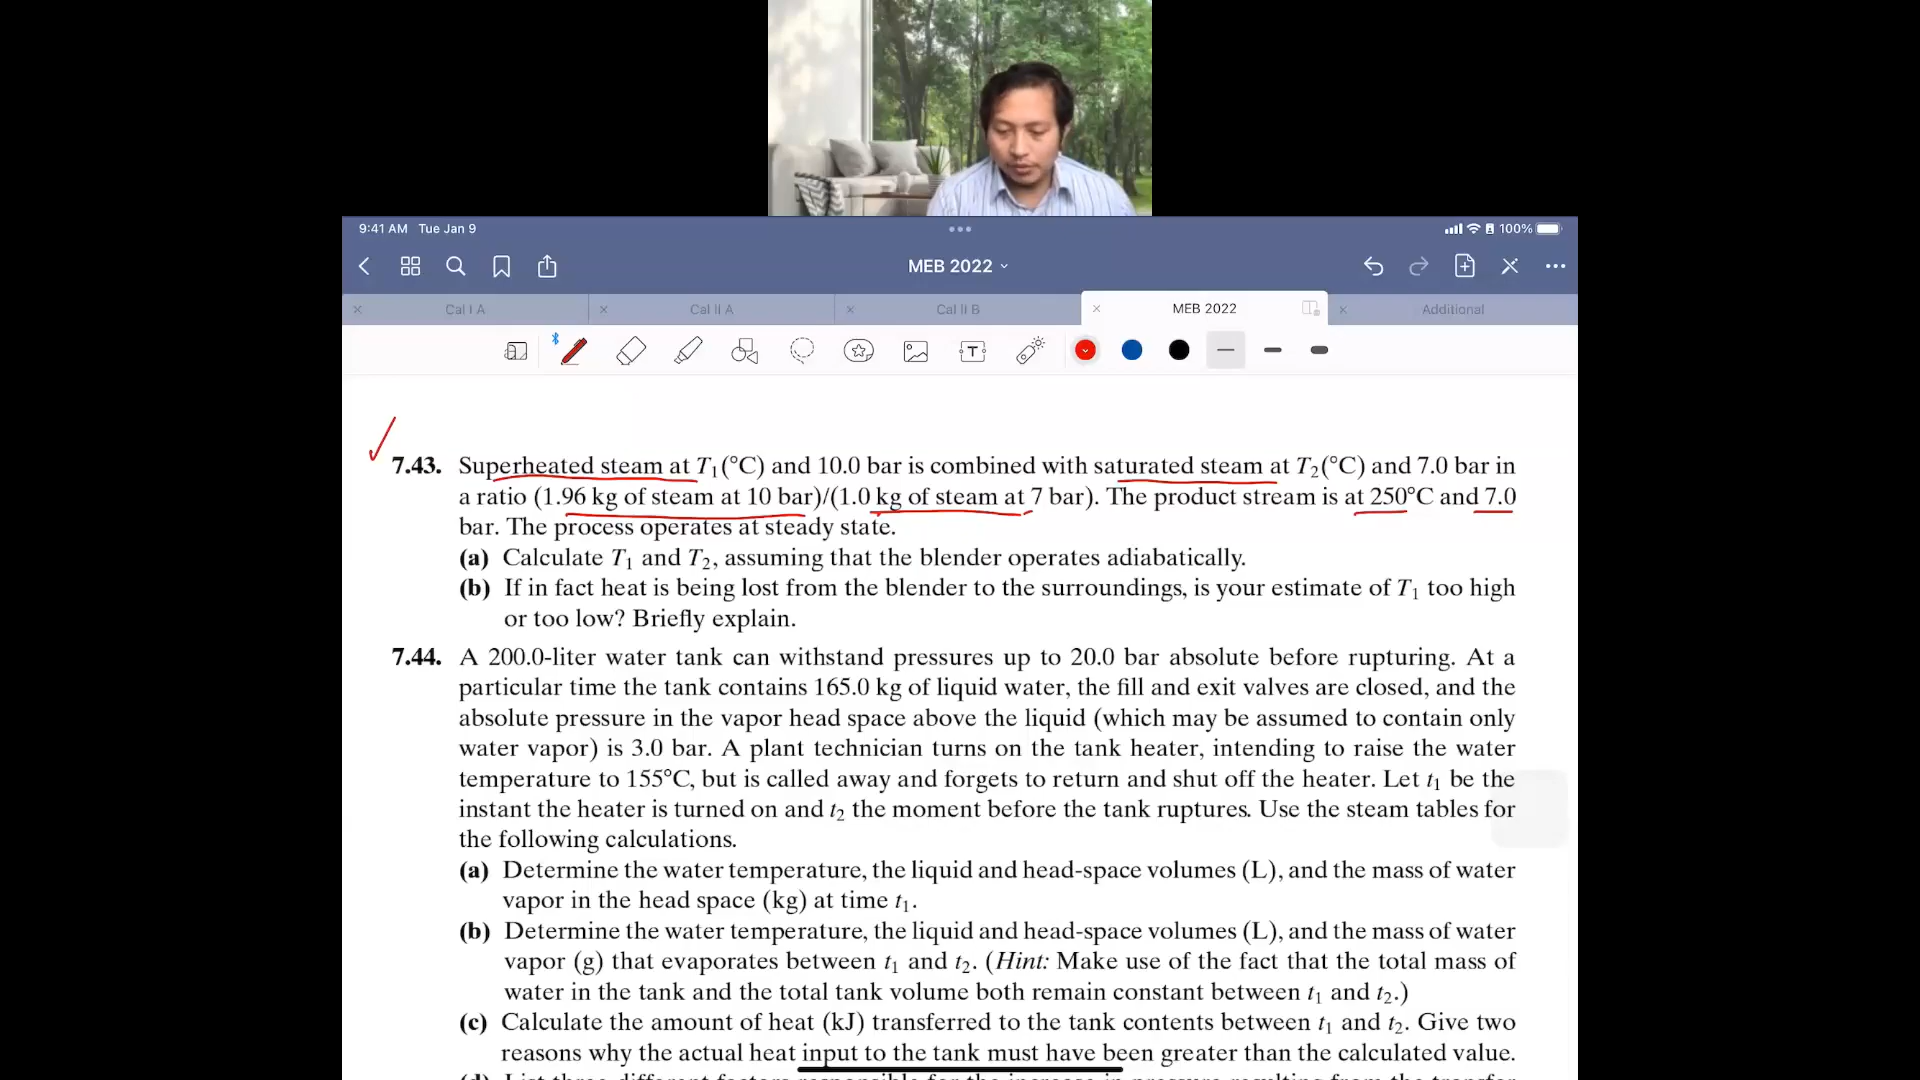 9:41 AM Tue Jan 9
100%
MEB 2022
Cal I A
Cal II A
Cal II B
MEB 2022
Additional
7.43. Superheated steam at T₁(°C) and 10.0 bar is combined with saturated steam at T₂(°C) and 7.0 bar in
a ratio (1.96 kg of steam at 10 bar)/(1.0 kg of steam at 7 bar). The product stream is at 250°C and 7.0
bar. The process operates at steady state.
(a) Calculate T₁ and T₂, assuming that the blender operates adiabatically.
(b) If in fact heat is being lost from the blender to the surroundings, is your estimate of T₁ too high
or too low? Briefly explain.
7.44. A 200.0-liter water tank can withstand pressures up to 20.0 bar absolute before rupturing. At a
particular time the tank contains 165.0 kg of liquid water, the fill and exit valves are closed, and the
absolute pressure in the vapor head space above the liquid (which may be assumed to contain only
water vapor) is 3.0 bar. A plant technician turns on the tank heater, intending to raise the water
temperature to 155°C, but is called away and forgets to return and shut off the heater. Let t₁ be the
instant the heater is turned on and t₂ the moment before the tank ruptures. Use the steam tables for
the following calculations.
(a) Determine the water temperature, the liquid and head-space volumes (L), and the mass of water
vapor in the head space (kg) at time t₁.
(b) Determine the water temperature, the liquid and head-space volumes (L), and the mass of water
vapor (g) that evaporates between t₁ and t₂. (Hint: Make use of the fact that the total mass of
water in the tank and the total tank volume both remain constant between t₁ and t₂.)
(c) Calculate the amount of heat (kJ) transferred to the tank contents between t₁ and t₂. Give two
reasons why the actual heat input to the tank must have been greater than the calculated value.